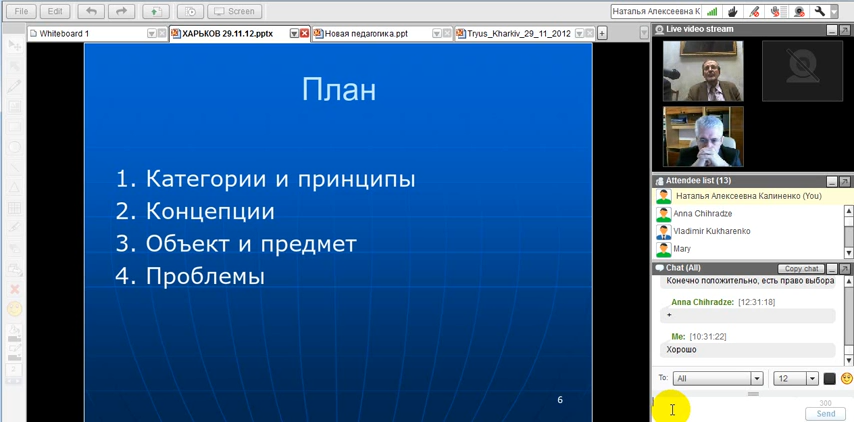 File
Edit
Screen
Наталья Алексеевна К
Whiteboard 1
ХАРЬКОВ 29.11.12.pptx
Новая педагогика.ppt
Tryus_Kharkiv_29_11_2012
План
1. Категории и принципы
2. Концепции
3. Объект и предмет
4. Проблемы
6
Live video stream
Attendee list (13)
Наталья Алексеевна Калиненко (You)
Anna Chihradze
Vladimir Kukharenko
Mary
Chat (All)
Copy chat
Конечно положительно, есть право выбора
Anna Chihradze: [12:31:18]
+
Me: [10:31:22]
Хорошо
To: All
12
300
Send